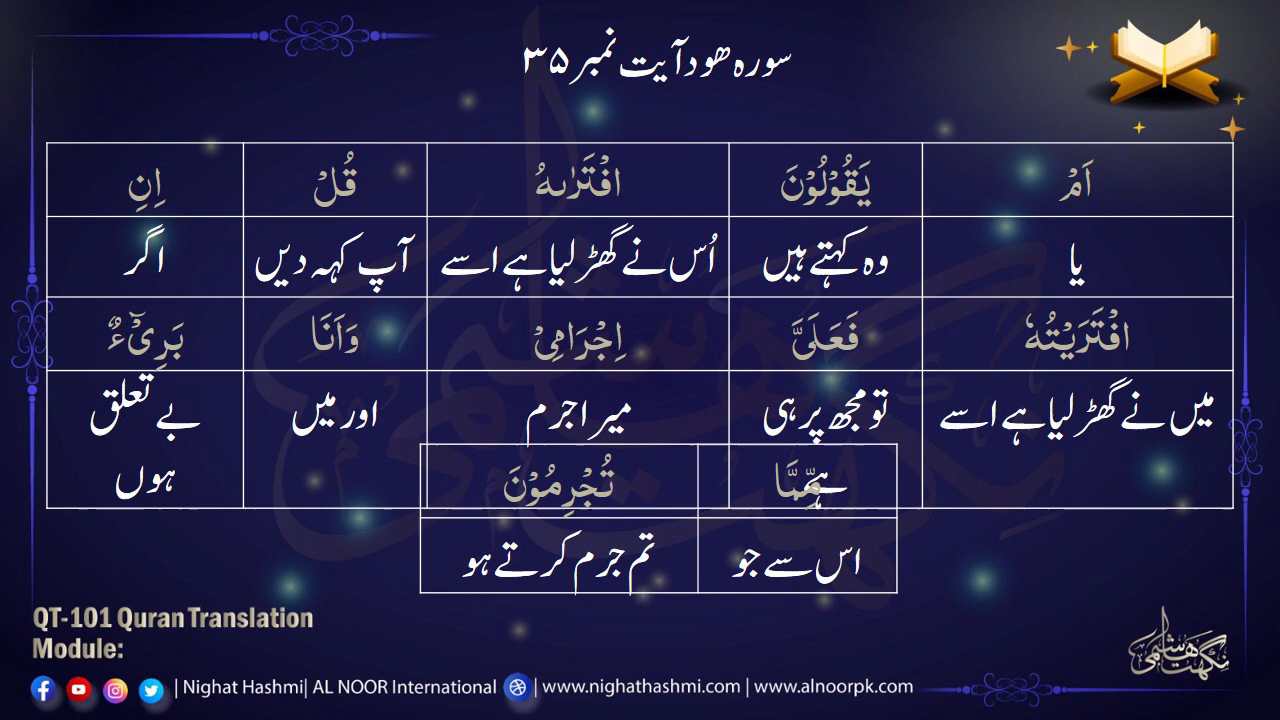 سورہ ھود آیت نمبر ۳۵
اَمْ يَقُوْلُوْنَ افْتَرٰىهُ قُلْ اِنِ
یا وہ کہتے ہیں اُس نے گھڑ لیا ہے اسے آپ کہہ دیں اگر
افْتَرَيْتُهٗ فَعَلَيَّ اِجْرَامِيْ وَاَنَا بَرِيْٓءٌ
میں نے گھڑ لیا ہے اسے تو مجھ پر ہی میرا جرم اور میں بے تعلق
ہے ہوں
مِّمَّا تُجْرِمُوْنَ
اس سے جو تم جرم کرتے ہو
QT-101 Quran Translation
Module:
نگہت ہاشمی
| Nighat Hashmi| AL NOOR International | www.nighathashmi.com | www.alnoorpk.com